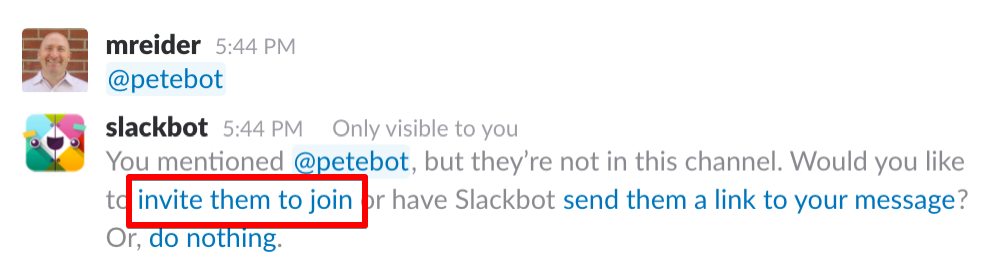 mreider 5:44 PM
@petebot
slackbot 5:44 PM Only visible to you
You mentioned @petebot, but they’re not in this channel. Would you like
to invite them to join or have Slackbot send them a link to your message?
Or, do nothing.